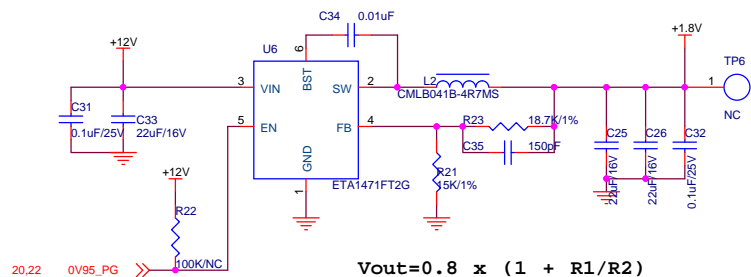 C34
0.01uF
+12V
U6
+1.8V
6
BST
TP6
3
VIN
SW
2
L2
CMLB041B-4R7MS
1
C31
0.1uF/25V
C33
22uF/16V
5
EN
FB
4
R23
18.7K/1%
NC
C35
150pF
C25
22uF/16V
C26
22uF/16V
C32
0.1uF/25V
GND
1
ETA1471FT2G
R21
15K/1%
+12V
R22
100K/NC
20,22
0V95_PG
Vout=0.8 x (1 + R1/R2)